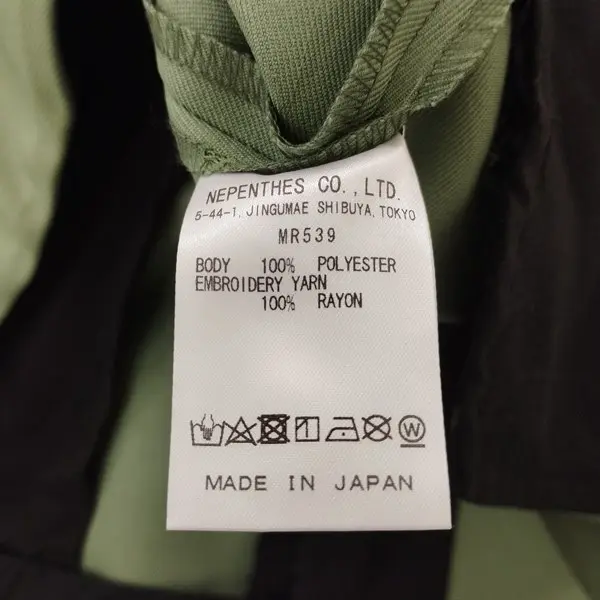 NEPENTHES CO.,LTD.
5-44-1, JINGUMAE SHIBUYA, TOKYO
MR539
BODY 100% POLYESTER
EMBROIDERY YARN
100% RAYON
W
MADE IN JAPAN